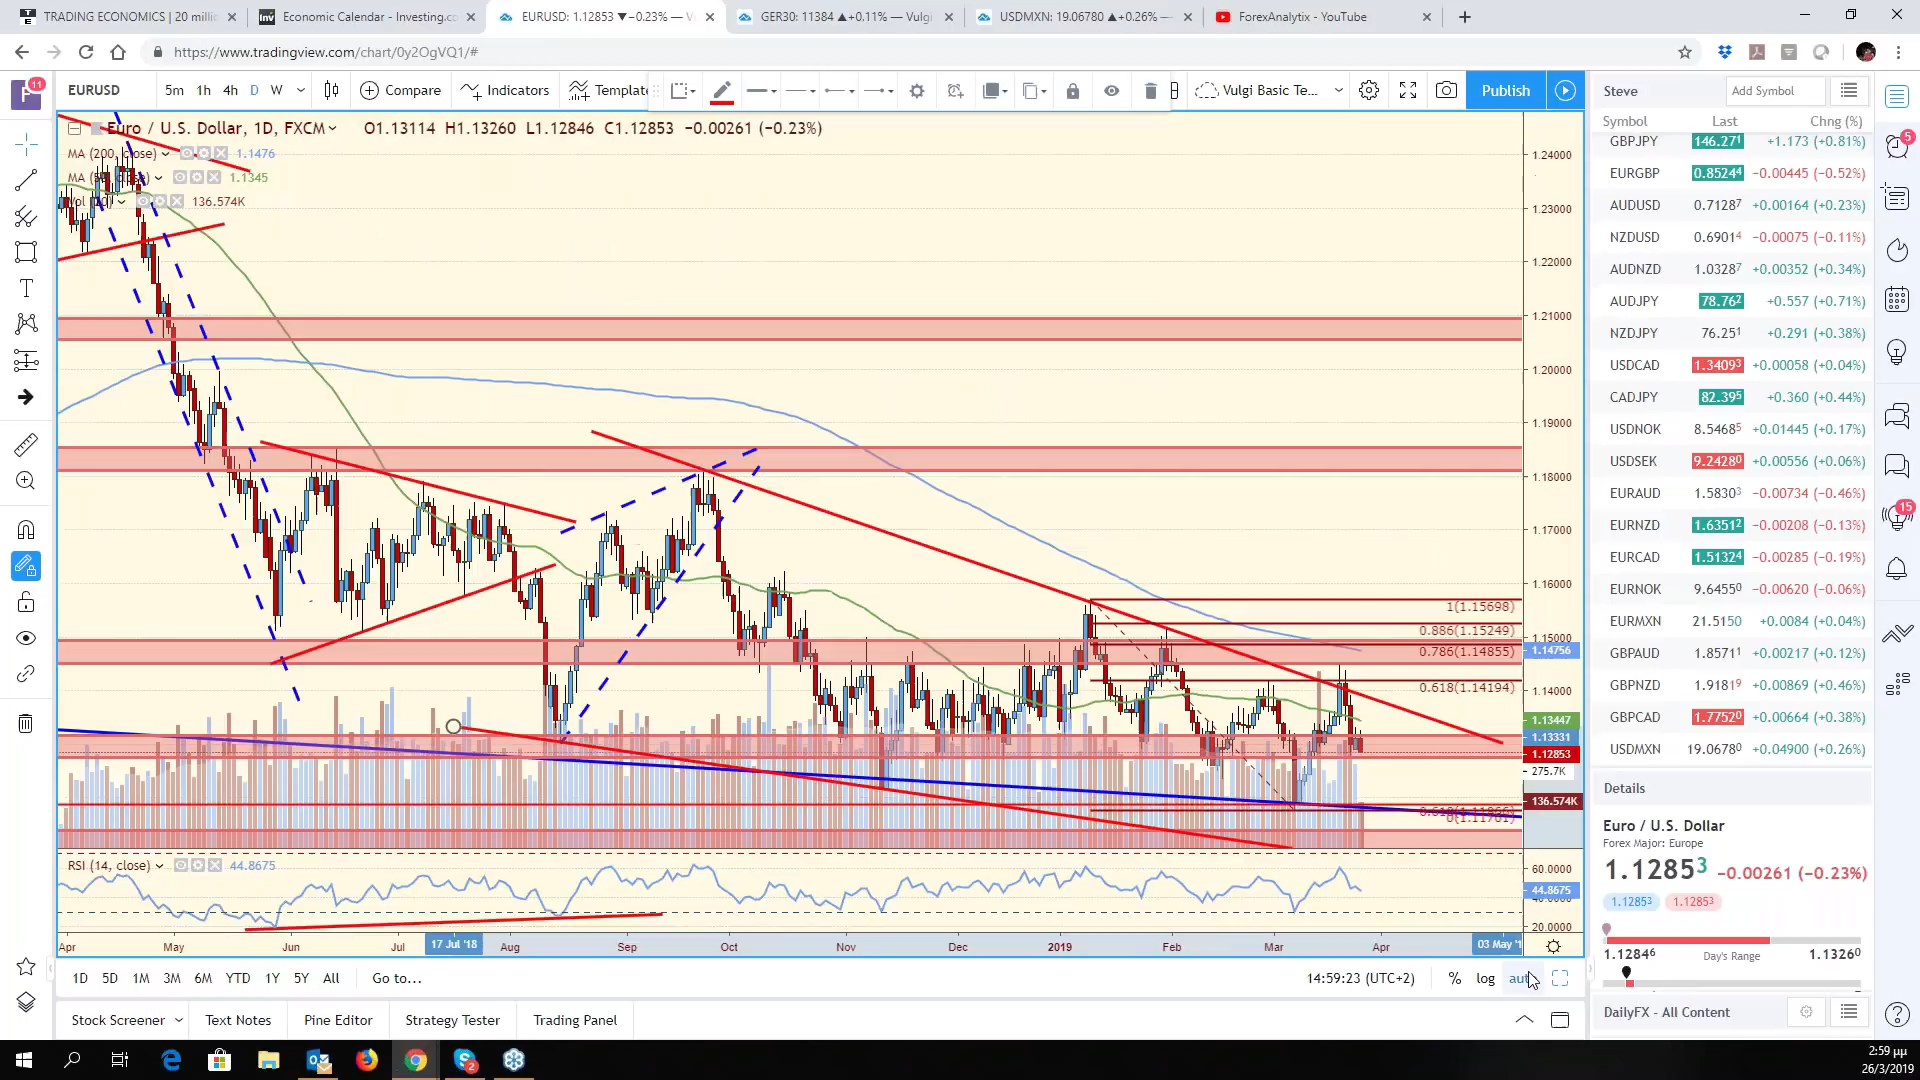 TRADING ECONOMICS | 20 milli
Economic Calendar - Investing.co
EURUSD: 1.12853 ▼−0.23% — V
GER30: 11384 ▲+0.11% — Vulgi
USDMXN: 19.06780 ▲+0.26% —
ForexAnalytix - YouTube
https://www.tradingview.com/chart/0y2OgVQ1/#
11
EURUSD 5m 1h 4h D W Compare Indicators Template Vulgi Basic Te... Publish
Euro / U.S. Dollar, 1D, FXCM O1.13114 H1.13260 L1.12846 C1.12853 −0.00261 (−0.23%)
MA (200, close) 1.1476
1.1345
136.574K
1.24000
1.23000
1.22000
1.21000
1.20000
1.19000
1.18000
1.17000
1.16000
1(1.15698)
0.886(1.15249)
1.15000
0.786(1.14855)
1.14756
0.618(1.14194)
1.14000
1.13447
1.13331
1.12853
275.7K
136.574K
0(1.11761)
RSI (14, close) 44.8675
60.0000
44.8675
20.0000
Apr May Jun Jul 17 Jul '18 Aug Sep Oct Nov Dec 2019 Feb Mar Apr 03 May '1
1D 5D 1M 3M 6M YTD 1Y 5Y All Go to... 14:59:23 (UTC+2) % log aut
Stock Screener Text Notes Pine Editor Strategy Tester Trading Panel
Steve Add Symbol
Symbol Last Chng (%)
GBPJPY 146.271 +1.173 (+0.81%)
EURGBP 0.85244 −0.00445 (−0.52%)
AUDUSD 0.71287 +0.00164 (+0.23%)
NZDUSD 0.69014 −0.00075 (−0.11%)
AUDNZD 1.03287 +0.00352 (+0.34%)
AUDJPY 78.762 +0.557 (+0.71%)
NZDJPY 76.251 +0.291 (+0.38%)
USDCAD 1.34093 +0.00058 (+0.04%)
CADJPY 82.395 +0.360 (+0.44%)
USDNOK 8.54685 +0.01445 (+0.17%)
USDSEK 9.24280 +0.00556 (+0.06%)
EURAUD 1.58303 −0.00734 (−0.46%)
EURNZD 1.63512 −0.00208 (−0.13%)
EURCAD 1.51324 −0.00285 (−0.19%)
EURNOK 9.64550 −0.00620 (−0.06%)
EURMXN 21.5150 +0.0084 (+0.04%)
GBPAUD 1.85711 +0.00217 (+0.12%)
GBPNZD 1.91819 +0.00869 (+0.46%)
GBPCAD 1.77520 +0.00664 (+0.38%)
USDMXN 19.06780 +0.04900 (+0.26%)
Details
Euro / U.S. Dollar
Forex Major: Europe
1.12853 −0.00261 (−0.23%)
1.12853 1.12853
1.12846 Day's Range 1.13260
DailyFX - All Content
5
15
2
2:59 μμ
26/3/2019